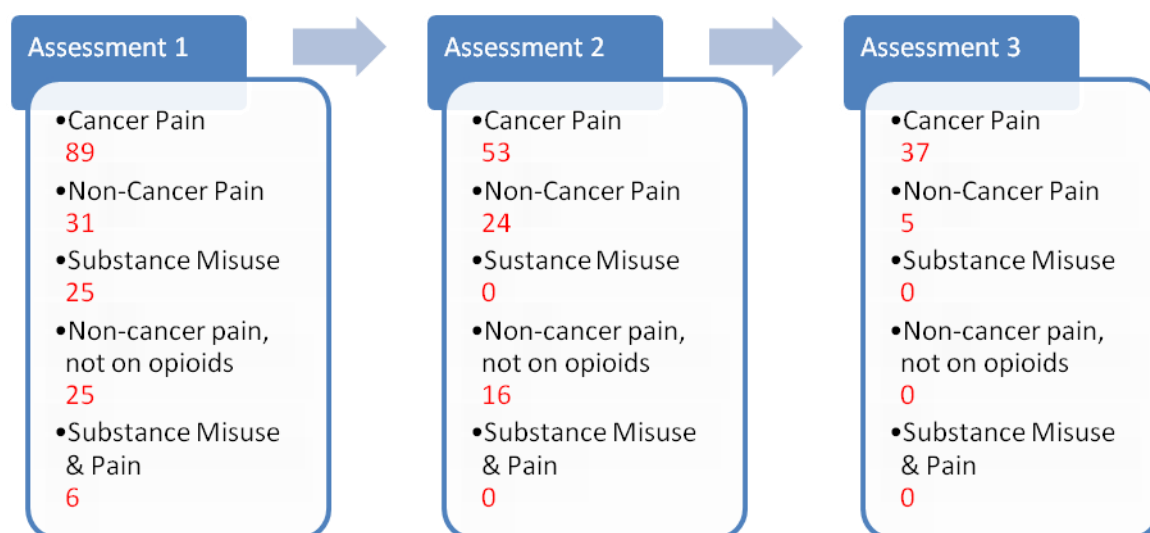 Assessment 1
•Cancer Pain
89
•Non-Cancer Pain
31
•Substance Misuse
25
•Non-cancer pain,
not on opioids
25
•Substance Misuse
& Pain
6
Assessment 2
•Cancer Pain
53
•Non-Cancer Pain
24
•Sustance Misuse
0
•Non-cancer pain,
not on opioids
16
•Substance Misuse
& Pain
0
Assessment 3
•Cancer Pain
37
•Non-Cancer Pain
5
•Substance Misuse
0
•Non-cancer pain,
not on opioids
0
•Substance Misuse
& Pain
0